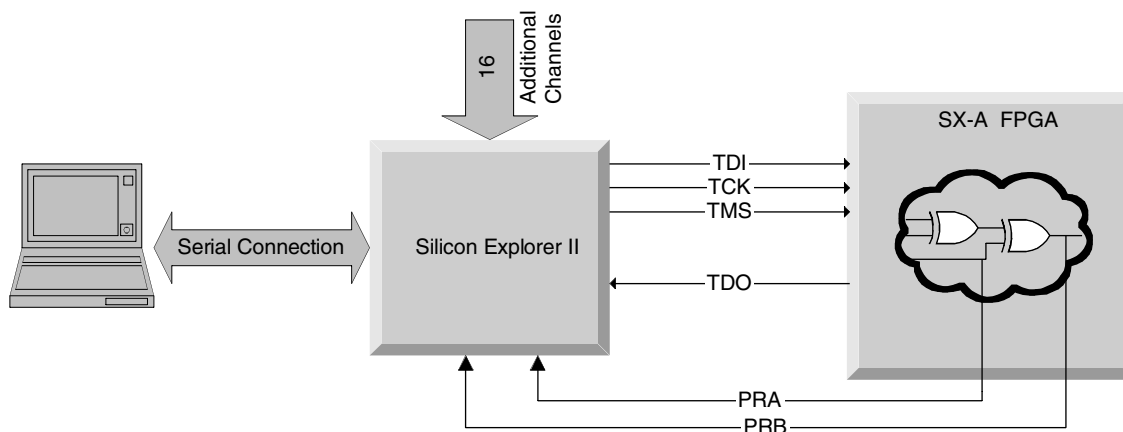 16
Additional
Channels
SX-A FPGA
TDI
TCK
TMS
Serial Connection
Silicon Explorer II
TDO
PRA
PRB